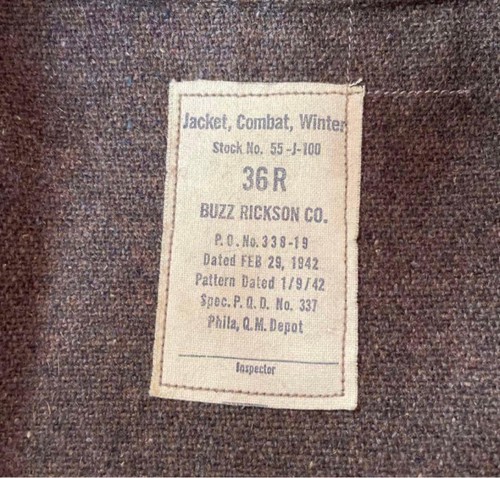 Jacket, Combat, Winter
Stock No. 55-J-100
36R
BUZZ RICKSON CO.
P.O. No. 338-19
Dated FEB 29, 1942
Pattern Dated 1/9/42
Spec. P.Q.D. No. 337
Phila, Q.M. Depot
Inspector